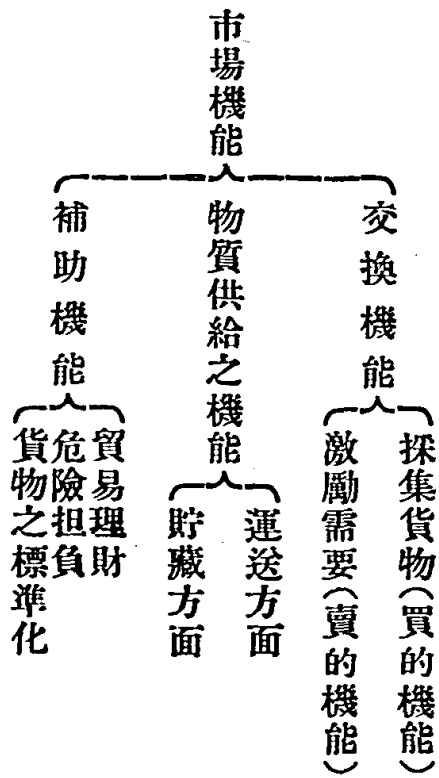 市場機能
交換機能
採集貨物(買的機能)
激勵需要(賣的機能)
物質供給之機能
運送方面
貯藏方面
補助機能
貿易理財
危險担負
貨物之標準化